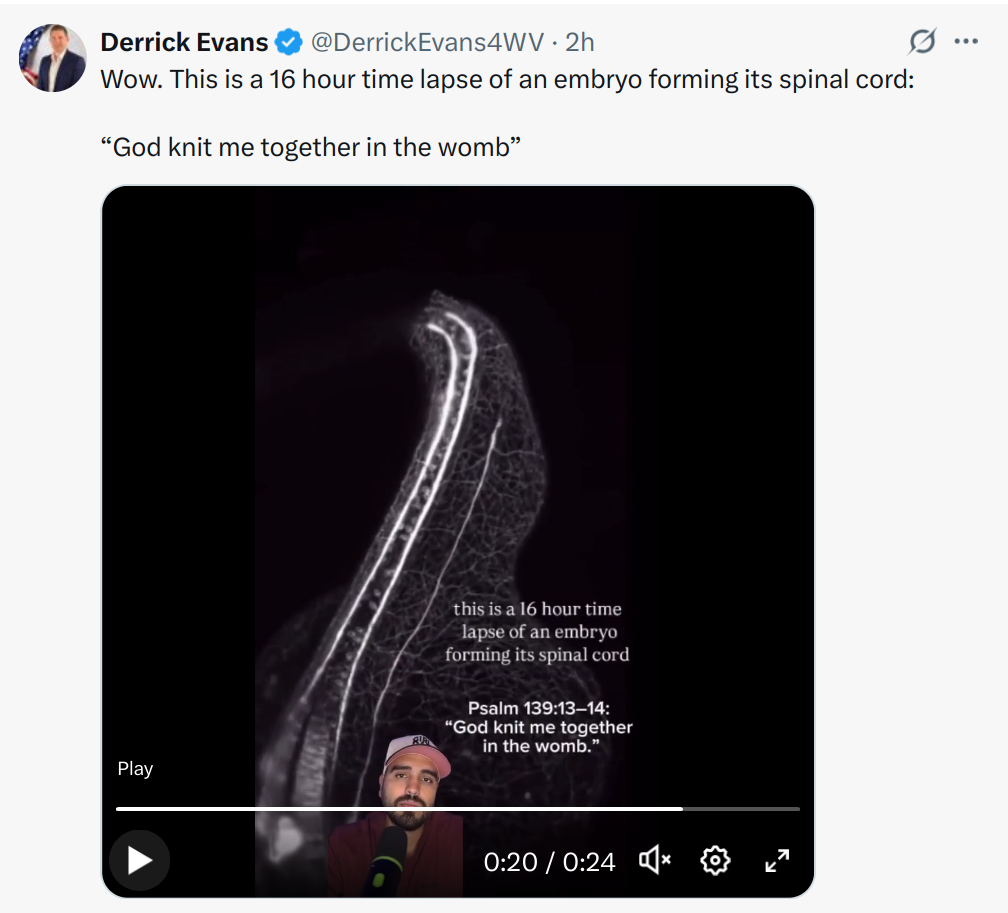 Derrick Evans @DerrickEvans4WV · 2h
Wow. This is a 16 hour time lapse of an embryo forming its spinal cord:
“God knit me together in the womb”
this is a 16 hour time
lapse of an embryo
forming its spinal cord
Psalm 139:13–14:
“God knit me together
in the womb.”
Play
0:20 / 0:24